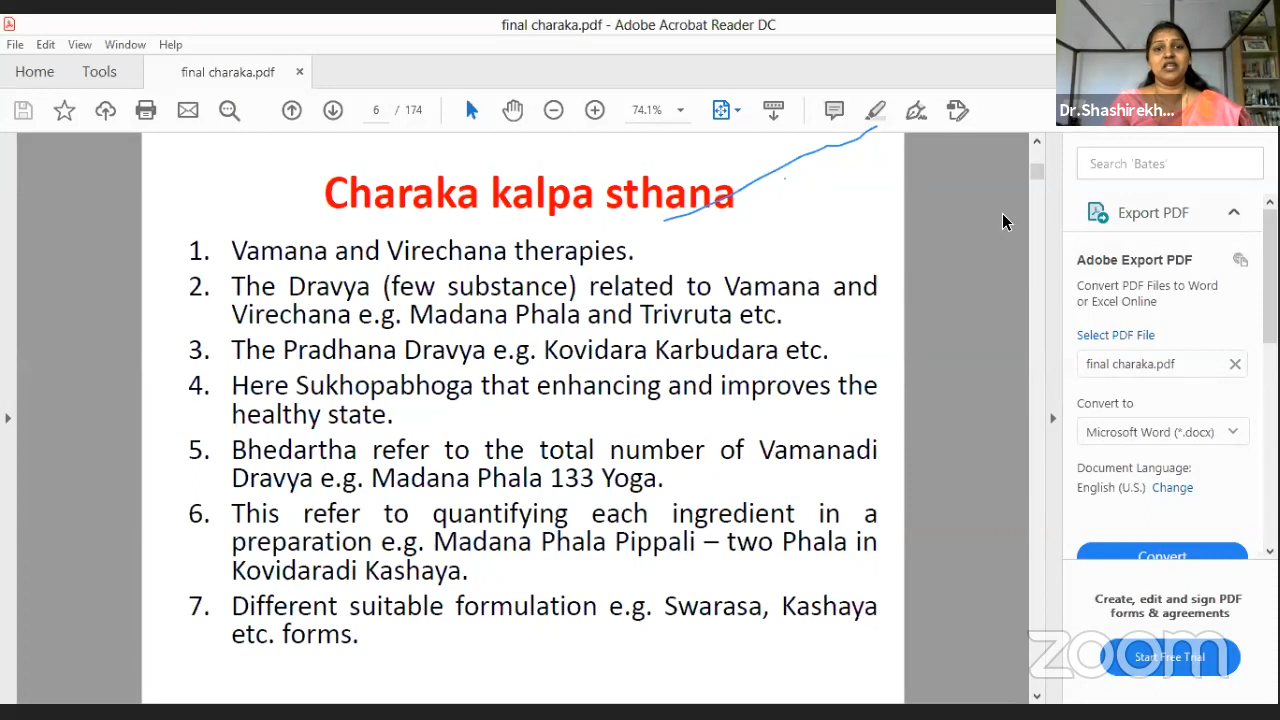 final charaka.pdf - Adobe Acrobat Reader DC
File Edit View Window Help
Home Tools final charaka.pdf ×
6 / 174 74.1%
Dr.Shashirekh...
Charaka kalpa sthana
1. Vamana and Virechana therapies.
2. The Dravya (few substance) related to Vamana and
Virechana e.g. Madana Phala and Trivruta etc.
3. The Pradhana Dravya e.g. Kovidara Karbudara etc.
4. Here Sukhopabhoga that enhancing and improves the
healthy state.
5. Bhedartha refer to the total number of Vamanadi
Dravya e.g. Madana Phala 133 Yoga.
6. This refer to quantifying each ingredient in a
preparation e.g. Madana Phala Pippali – two Phala in
Kovidaradi Kashaya.
7. Different suitable formulation e.g. Swarasa, Kashaya
etc. forms.
Search 'Bates'
Export PDF
Adobe Export PDF
Convert PDF Files to Word
or Excel Online
Select PDF File
final charaka.pdf
Convert to
Microsoft Word (*.docx)
Document Language:
English (U.S.) Change
Convert
Create, edit and sign PDF
forms & agreements
Start Free Trial
zoom